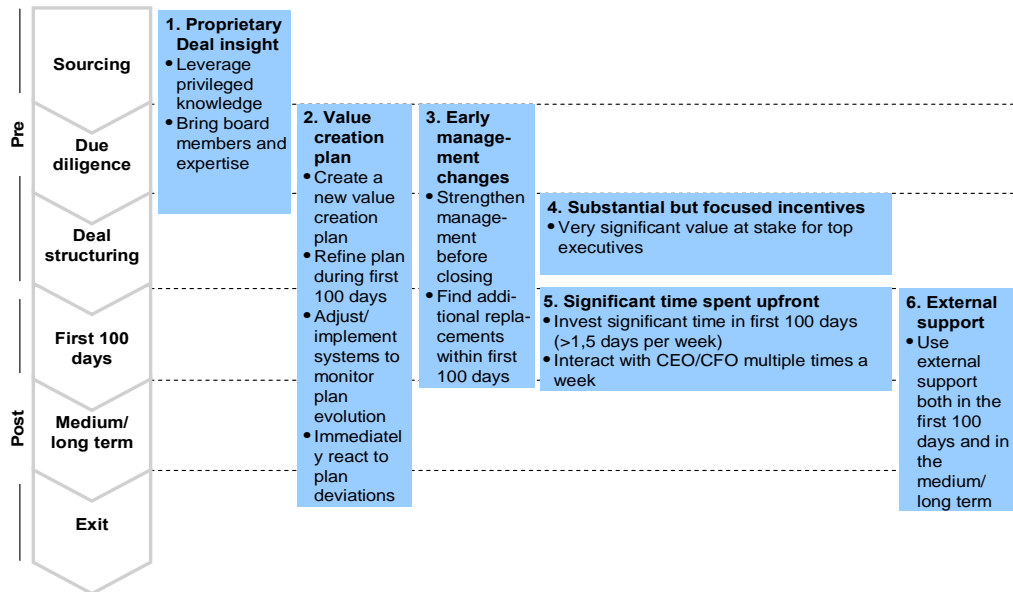 Pre
Post
Sourcing
Due
diligence
Deal
structuring
First 100
days
Medium/
long term
Exit
1. Proprietary
Deal insight
• Leverage
privileged
knowledge
• Bring board
members and
expertise
2. Value
creation
plan
• Create a
new value
creation
plan
• Refine plan
during first
100 days
• Adjust/
implement
systems to
monitor
plan
evolution
• Immediatel
y react to
plan
deviations
3. Early
manage-
ment
changes
• Strengthen
manage-
ment
before
closing
• Find addi-
tional repla-
cements
within first
100 days
4. Substantial but focused incentives
• Very significant value at stake for top
executives
5. Significant time spent upfront
• Invest significant time in first 100 days
(>1,5 days per week)
• Interact with CEO/CFO multiple times a
week
6. External
support
• Use
external
support
both in the
first 100
days and in
the
medium/
long term